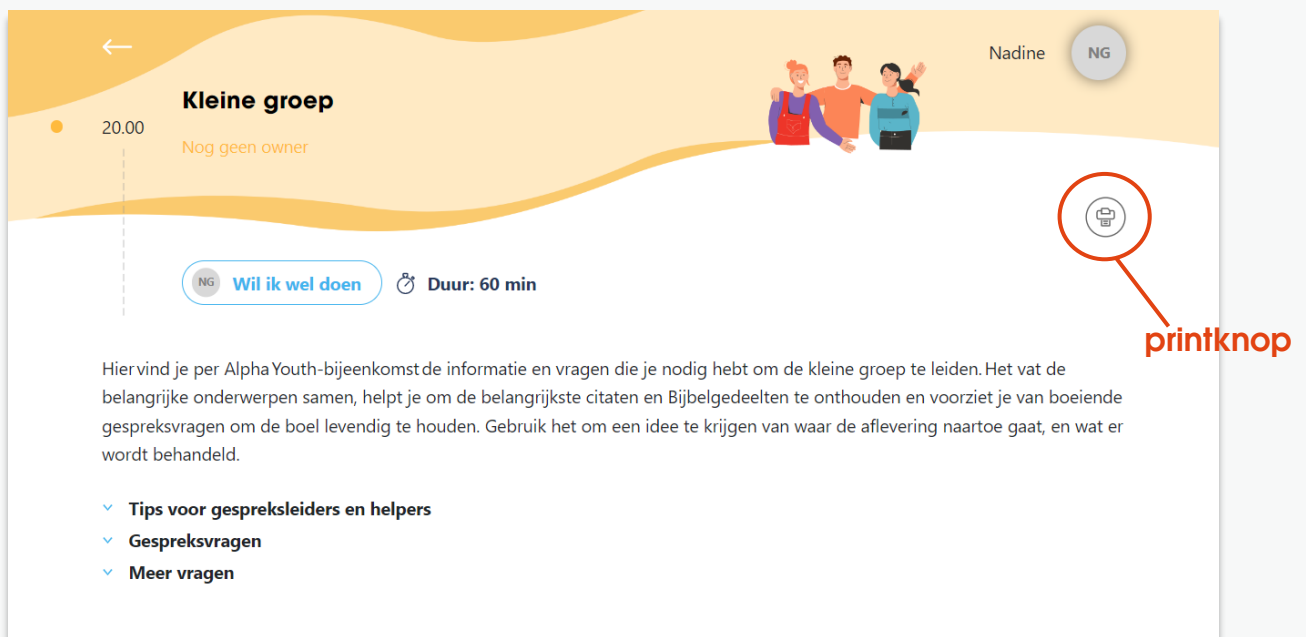 Nadine
NG
Kleine groep
20.00
Nog geen owner
NG
Wil ik wel doen
Duur: 60 min
printknop
Hier vind je per Alpha Youth-bijeenkomst de informatie en vragen die je nodig hebt om de kleine groep te leiden. Het vat de
belangrijke onderwerpen samen, helpt je om de belangrijkste citaten en Bijbelgedeelten te onthouden en voorziet je van boeiende
gespreksvragen om de boel levendig te houden. Gebruik het om een idee te krijgen van waar de aflevering naartoe gaat, en wat er
wordt behandeld.
Tips voor gespreksleiders en helpers
Gespreksvragen
Meer vragen